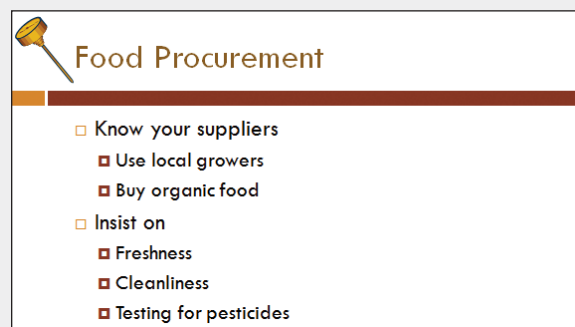 Food Procurement
Know your suppliers
Use local growers
Buy organic food
Insist on
Freshness
Cleanliness
Testing for pesticides